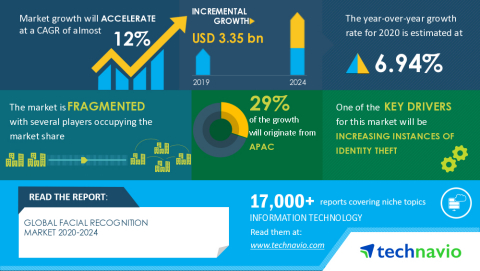 Market growth will ACCELERATE
at a CAGR of almost
12%
INCREMENTAL
GROWTH
USD 3.35 bn
2019
2024
The year-over-year growth
rate for 2020 is estimated at
6.94%
The market is FRAGMENTED
with several players occupying the
market share
29%
of the growth
will originate from
APAC
One of the KEY DRIVERS
for this market will be
INCREASING INSTANCES OF
IDENTITY THEFT
READ THE REPORT:
GLOBAL FACIAL RECOGNITION
MARKET 2020-2024
17,000+ reports covering niche topics
INFORMATION TECHNOLOGY
Read them at:
www.technavio.com
technavio